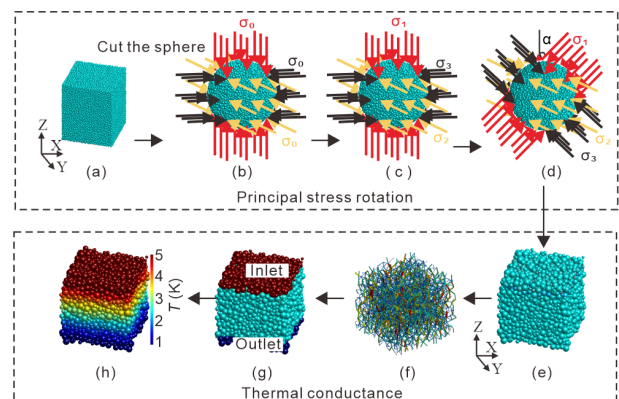 Cut the sphere
σ₀
σ₁
α
σ₁
σ₀
σ₃
σ₀
σ₂
σ₂
σ₃
Z
X
Y
(a)
(b)
(c)
(d)
Principal stress rotation
Inlet
Outlet
5
4
3
2
1
T (K)
Z
X
Y
(h)
(g)
(f)
(e)
Thermal conductance